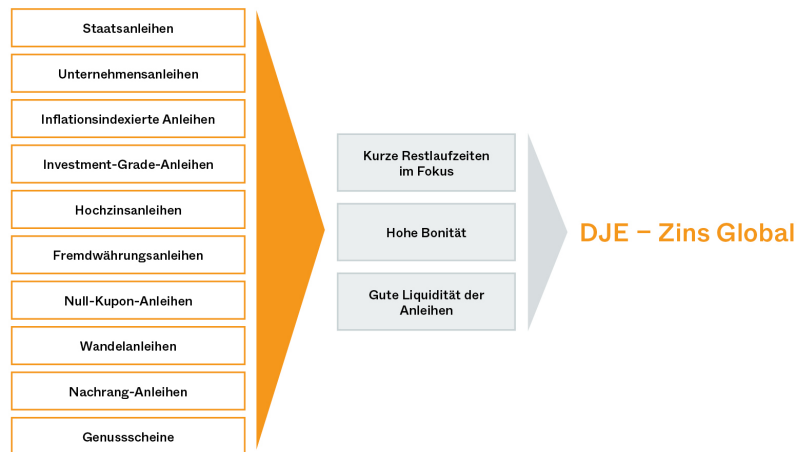 Staatsanleihen
Unternehmensanleihen
Inflationsindexierte Anleihen
Investment-Grade-Anleihen
Hochzinsanleihen
Fremdwährungsanleihen
Null-Kupon-Anleihen
Wandelanleihen
Nachrang-Anleihen
Genussscheine
Kurze Restlaufzeiten
im Fokus
Hohe Bonität
Gute Liquidität der
Anleihen
DJE – Zins Global